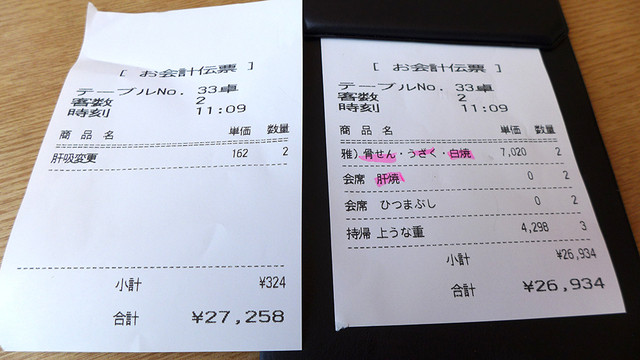 [ お会計伝票 ]
テーブルNo. 33卓
客数 2
時刻 11:09
商 品 名 単価 数量
肝吸変更 162 2
小計 ¥324
合計 ¥27,258
[ お会計伝票 ]
テーブルNo. 33卓
客数 2
時刻 11:09
商 品 名 単価 数量
雅)骨せん・うざく・白焼 7,020 2
会席 肝焼 0 2
会席 ひつまぶし 0 2
持帰 上うな重 4,298 3
小計 ¥26,934
合計 ¥26,934